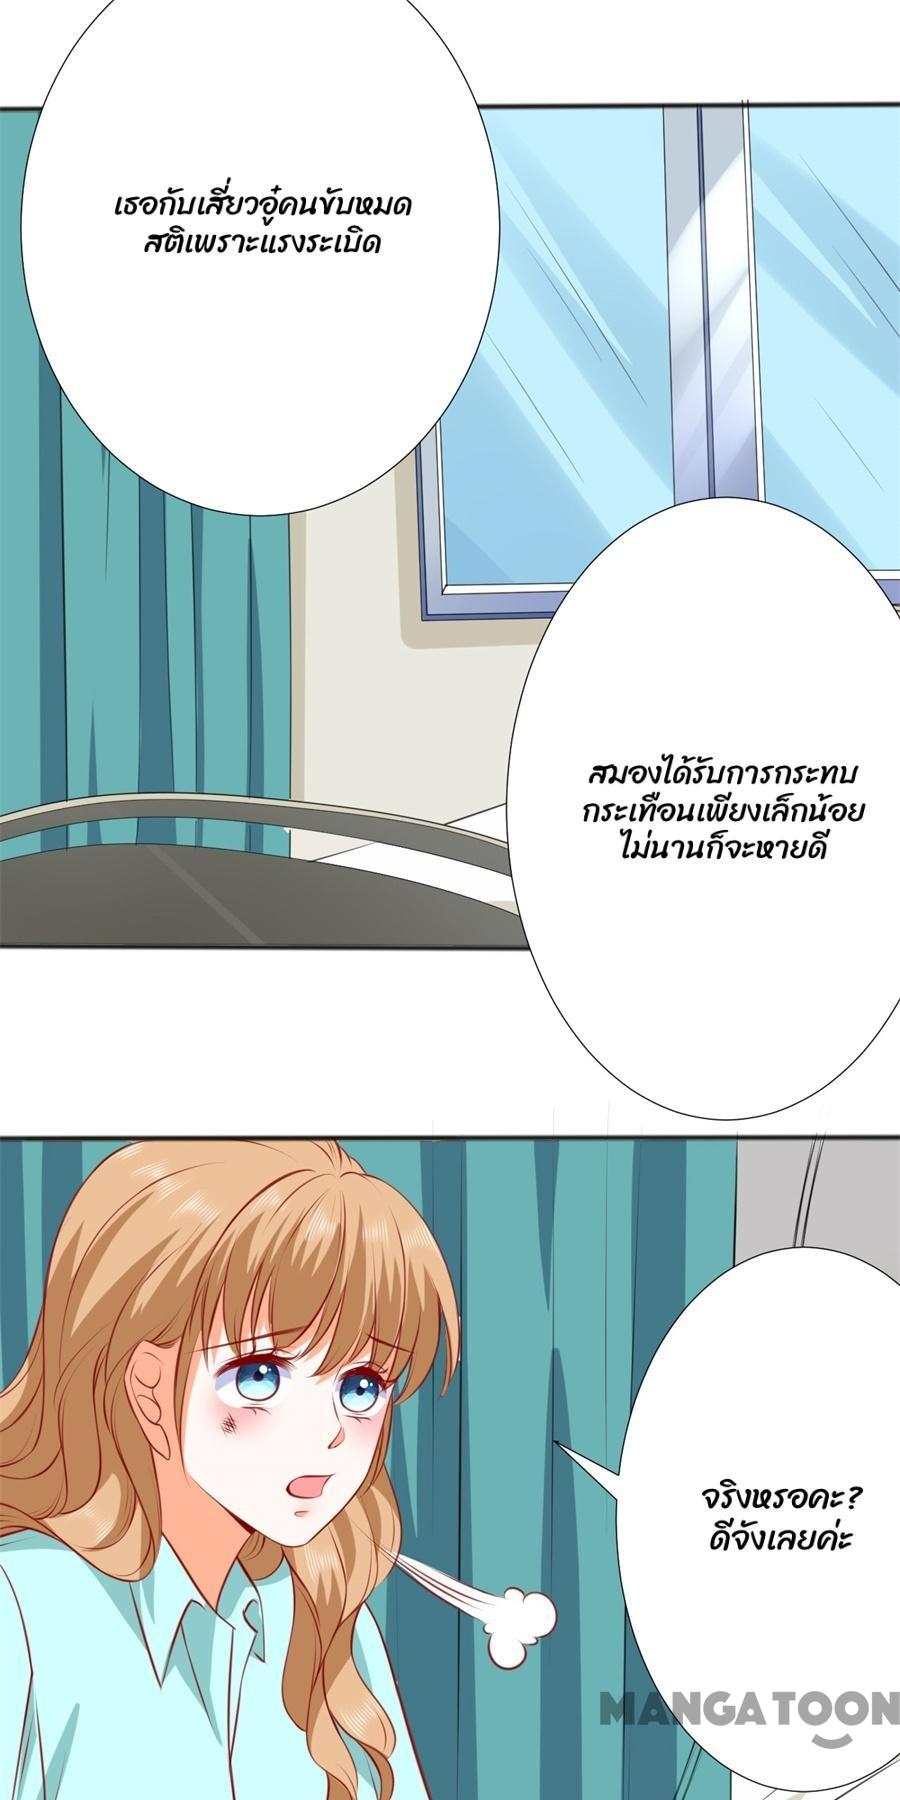 เธอกับเสี่ยวอู๋คนขับหมด
สติเพราะแรงระเบิด
สมองได้รับการกระทบ
กระเทือนเพียงเล็กน้อย
ไม่นานก็จะหายดี
จริงหรอคะ?
ดีจังเลยค่ะ
MANGATOON